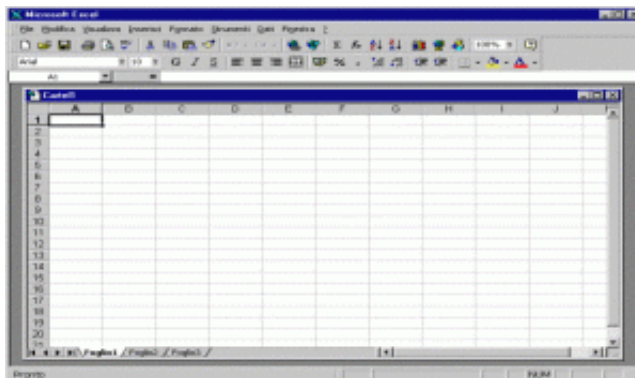 Microsoft Excel
File Modifica Visualizza Inserisci Formato Strumenti Dati Finestra ?
100%
Arial 10 G I S % ,
A1 =
Cartel1
A B C D E F G H I J
1
2
3
4
5
6
7
8
9
10
11
12
13
14
15
16
17
18
19
20
Foglio1 Foglio2 Foglio3
Pronto NUM